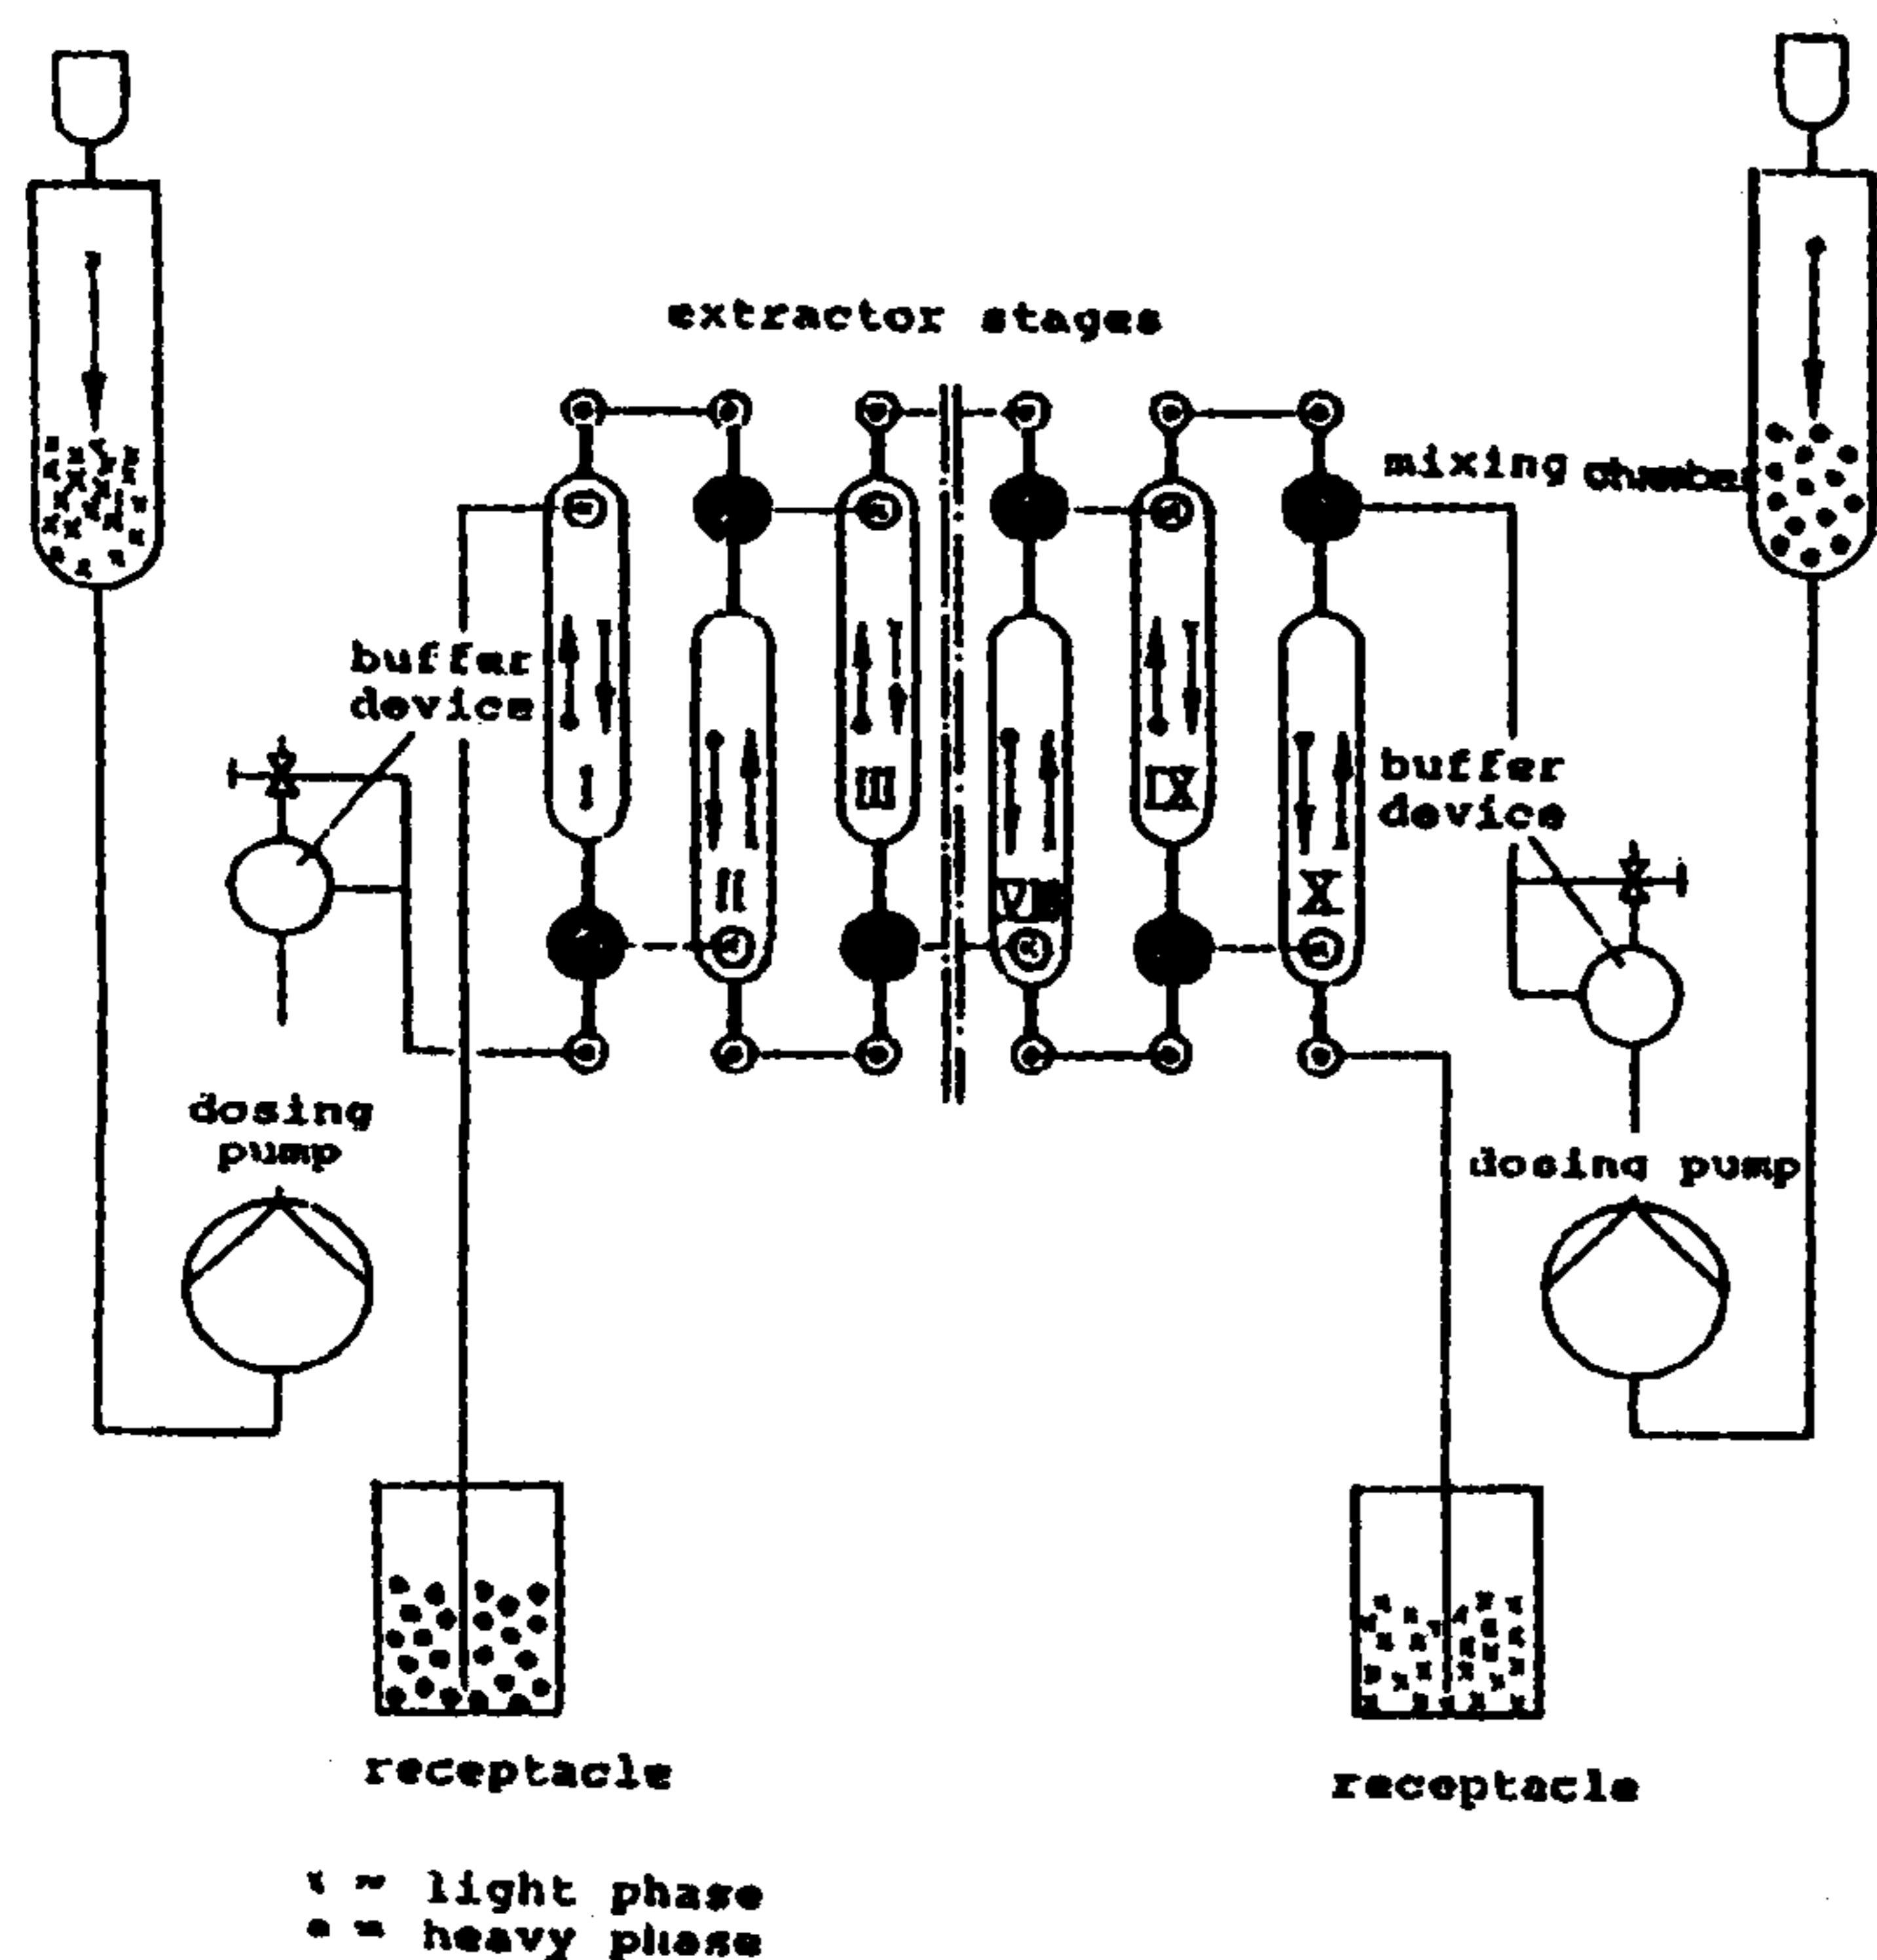 extractor stages
mixing chamber
buffer
device
I
III
IX
buffer
device
II
X
dosing
pump
dosing pump
receptacle
receptacle
= light phase
= heavy phase